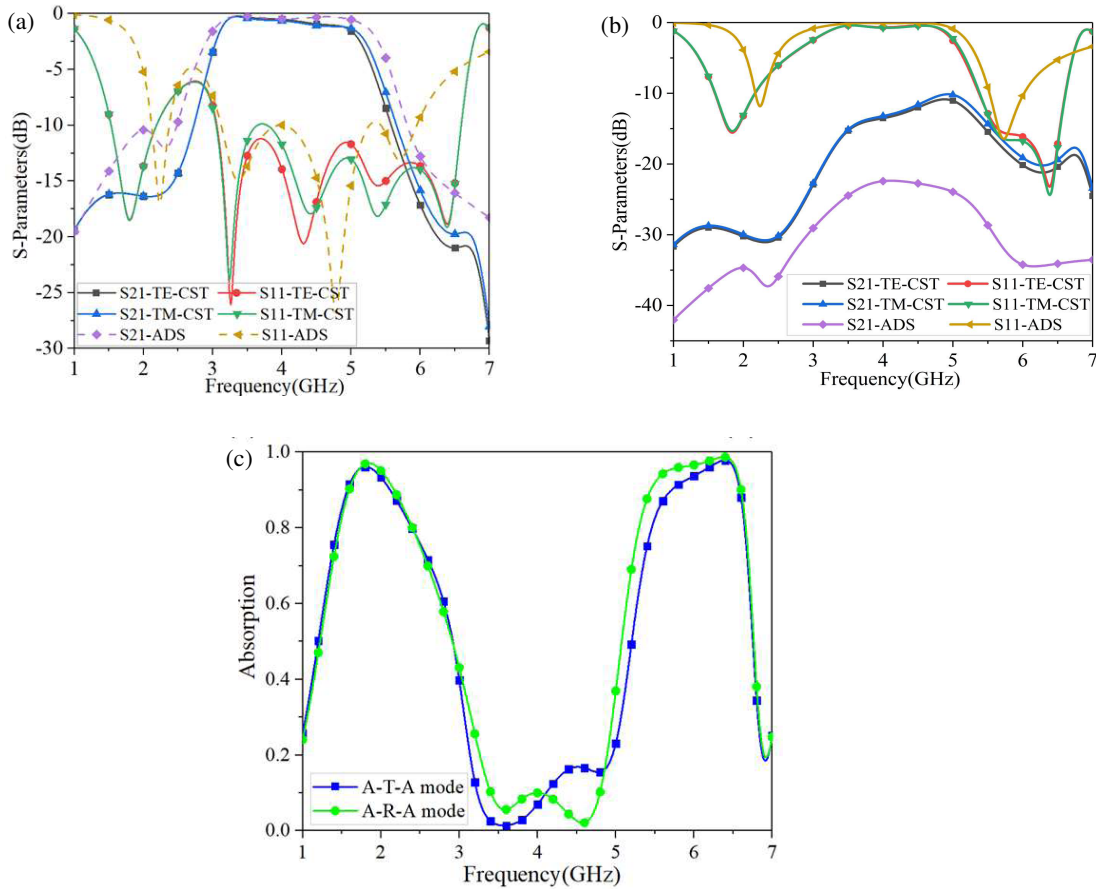 (a)
S-Parameters(dB)
0
-5
-10
-15
-20
-25
-30
S21-TE-CST
S11-TE-CST
S21-TM-CST
S11-TM-CST
S21-ADS
S11-ADS
1 2 3 4 5 6 7
Frequency(GHz)
(b)
S-Parameters(dB)
0
-10
-20
-30
-40
S21-TE-CST
S11-TE-CST
S21-TM-CST
S11-TM-CST
S21-ADS
S11-ADS
1 2 3 4 5 6 7
Frequency(GHz)
(c)
Absorption
1.0
0.8
0.6
0.4
0.2
0.0
A-T-A mode
A-R-A mode
1 2 3 4 5 6 7
Frequency(GHz)